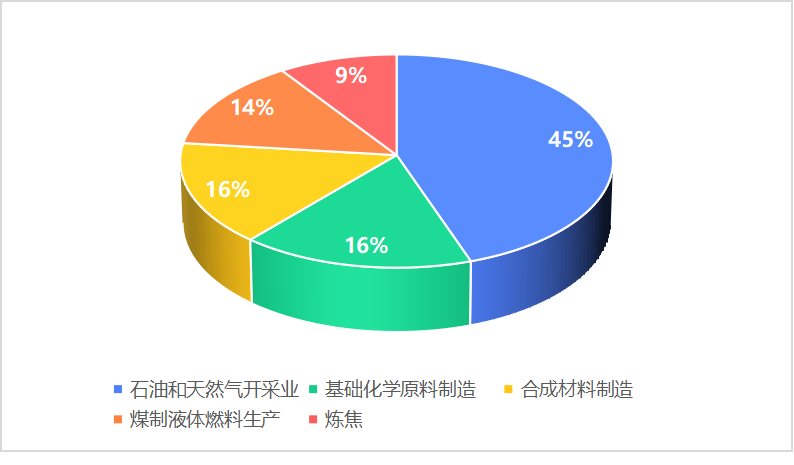 9%
45%
14%
16%
16%
石油和天然气开采业 基础化学原料制造 合成材料制造
煤制液体燃料生产 炼焦